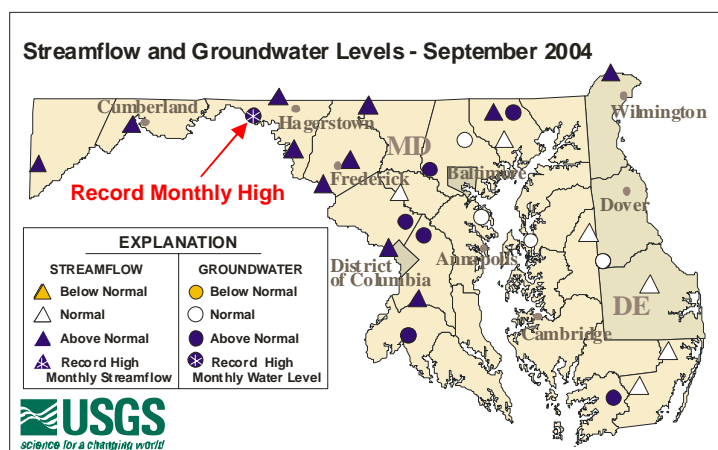 Streamflow and Groundwater Levels - September 2004
Cumberland
Hagerstown
Wilmington
MD
Record Monthly High
Frederick
Baltimore
Dover
Annapolis
District
of Columbia
DE
Cambridge
EXPLANATION
STREAMFLOW
Below Normal
Normal
Above Normal
Record High
Monthly Streamflow
GROUNDWATER
Below Normal
Normal
Above Normal
Record High
Monthly Water Level
USGS
science for a changing world